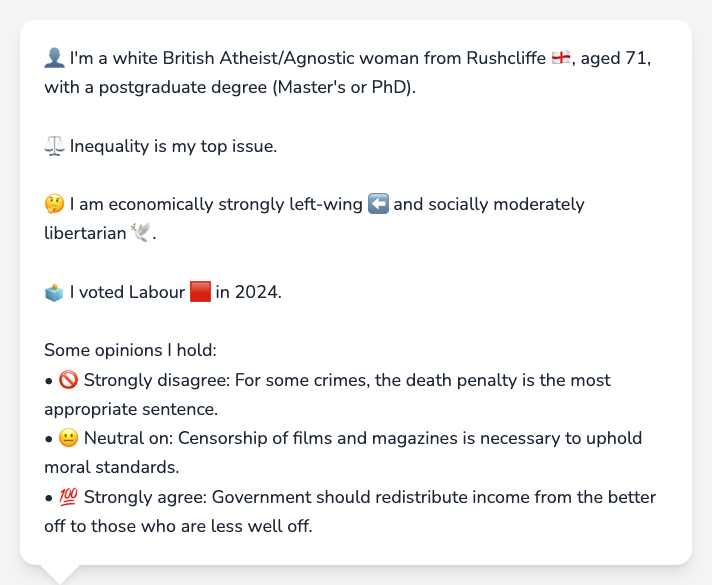 👤 I'm a white British Atheist/Agnostic woman from Rushcliffe 🏴󠁧󠁢󠁥󠁮󠁧󠁿, aged 71,
with a postgraduate degree (Master's or PhD).
⚖️ Inequality is my top issue.
🤔 I am economically strongly left-wing ⬅️ and socially moderately
libertarian 🕊️.
🗳️ I voted Labour 🟥 in 2024.
Some opinions I hold:
• 🚫 Strongly disagree: For some crimes, the death penalty is the most
appropriate sentence.
• 😐 Neutral on: Censorship of films and magazines is necessary to uphold
moral standards.
• 💯 Strongly agree: Government should redistribute income from the better
off to those who are less well off.